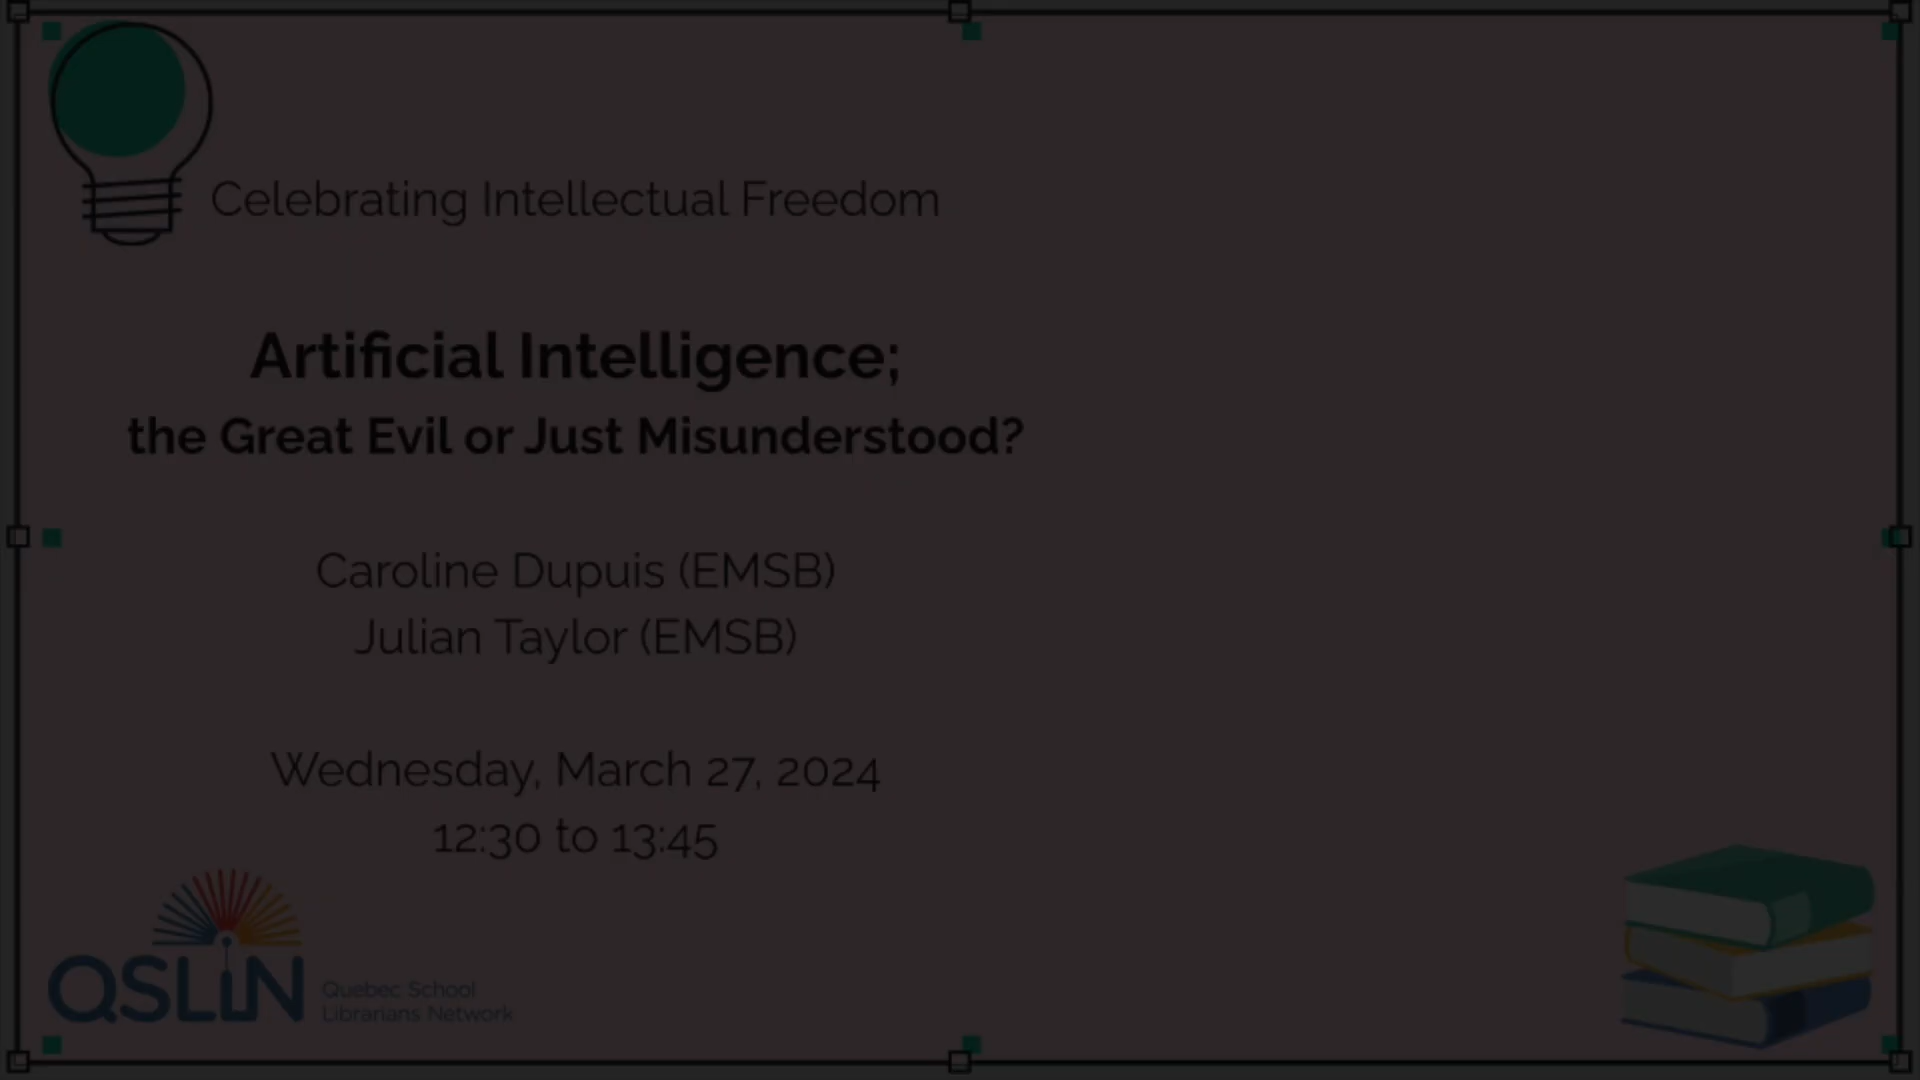 Celebrating Intellectual Freedom
Artificial Intelligence;
the Great Evil or Just Misunderstood?
Caroline Dupuis (EMSB)
Julian Taylor (EMSB)
Wednesday, March 27, 2024
12:30 to 13:45
QSLiN
Quebec School
Librarians Network